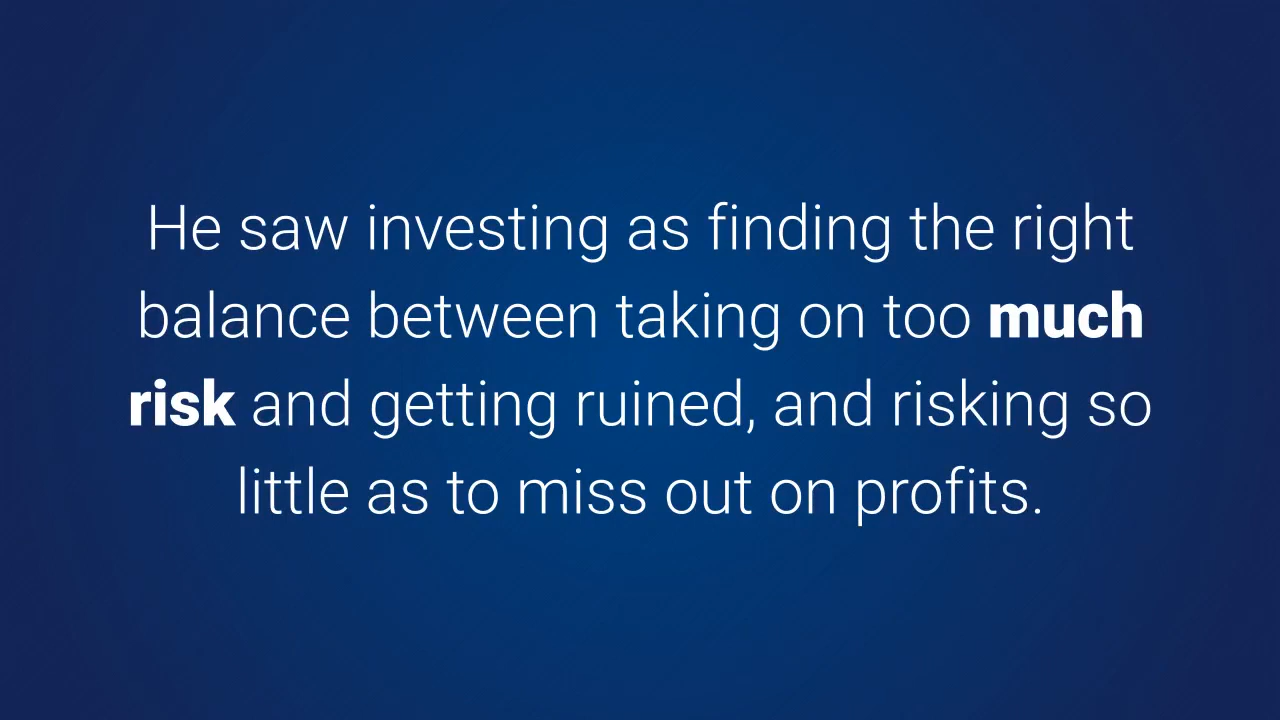 He saw investing as finding the right
balance between taking on too much
risk and getting ruined, and risking so
little as to miss out on profits.